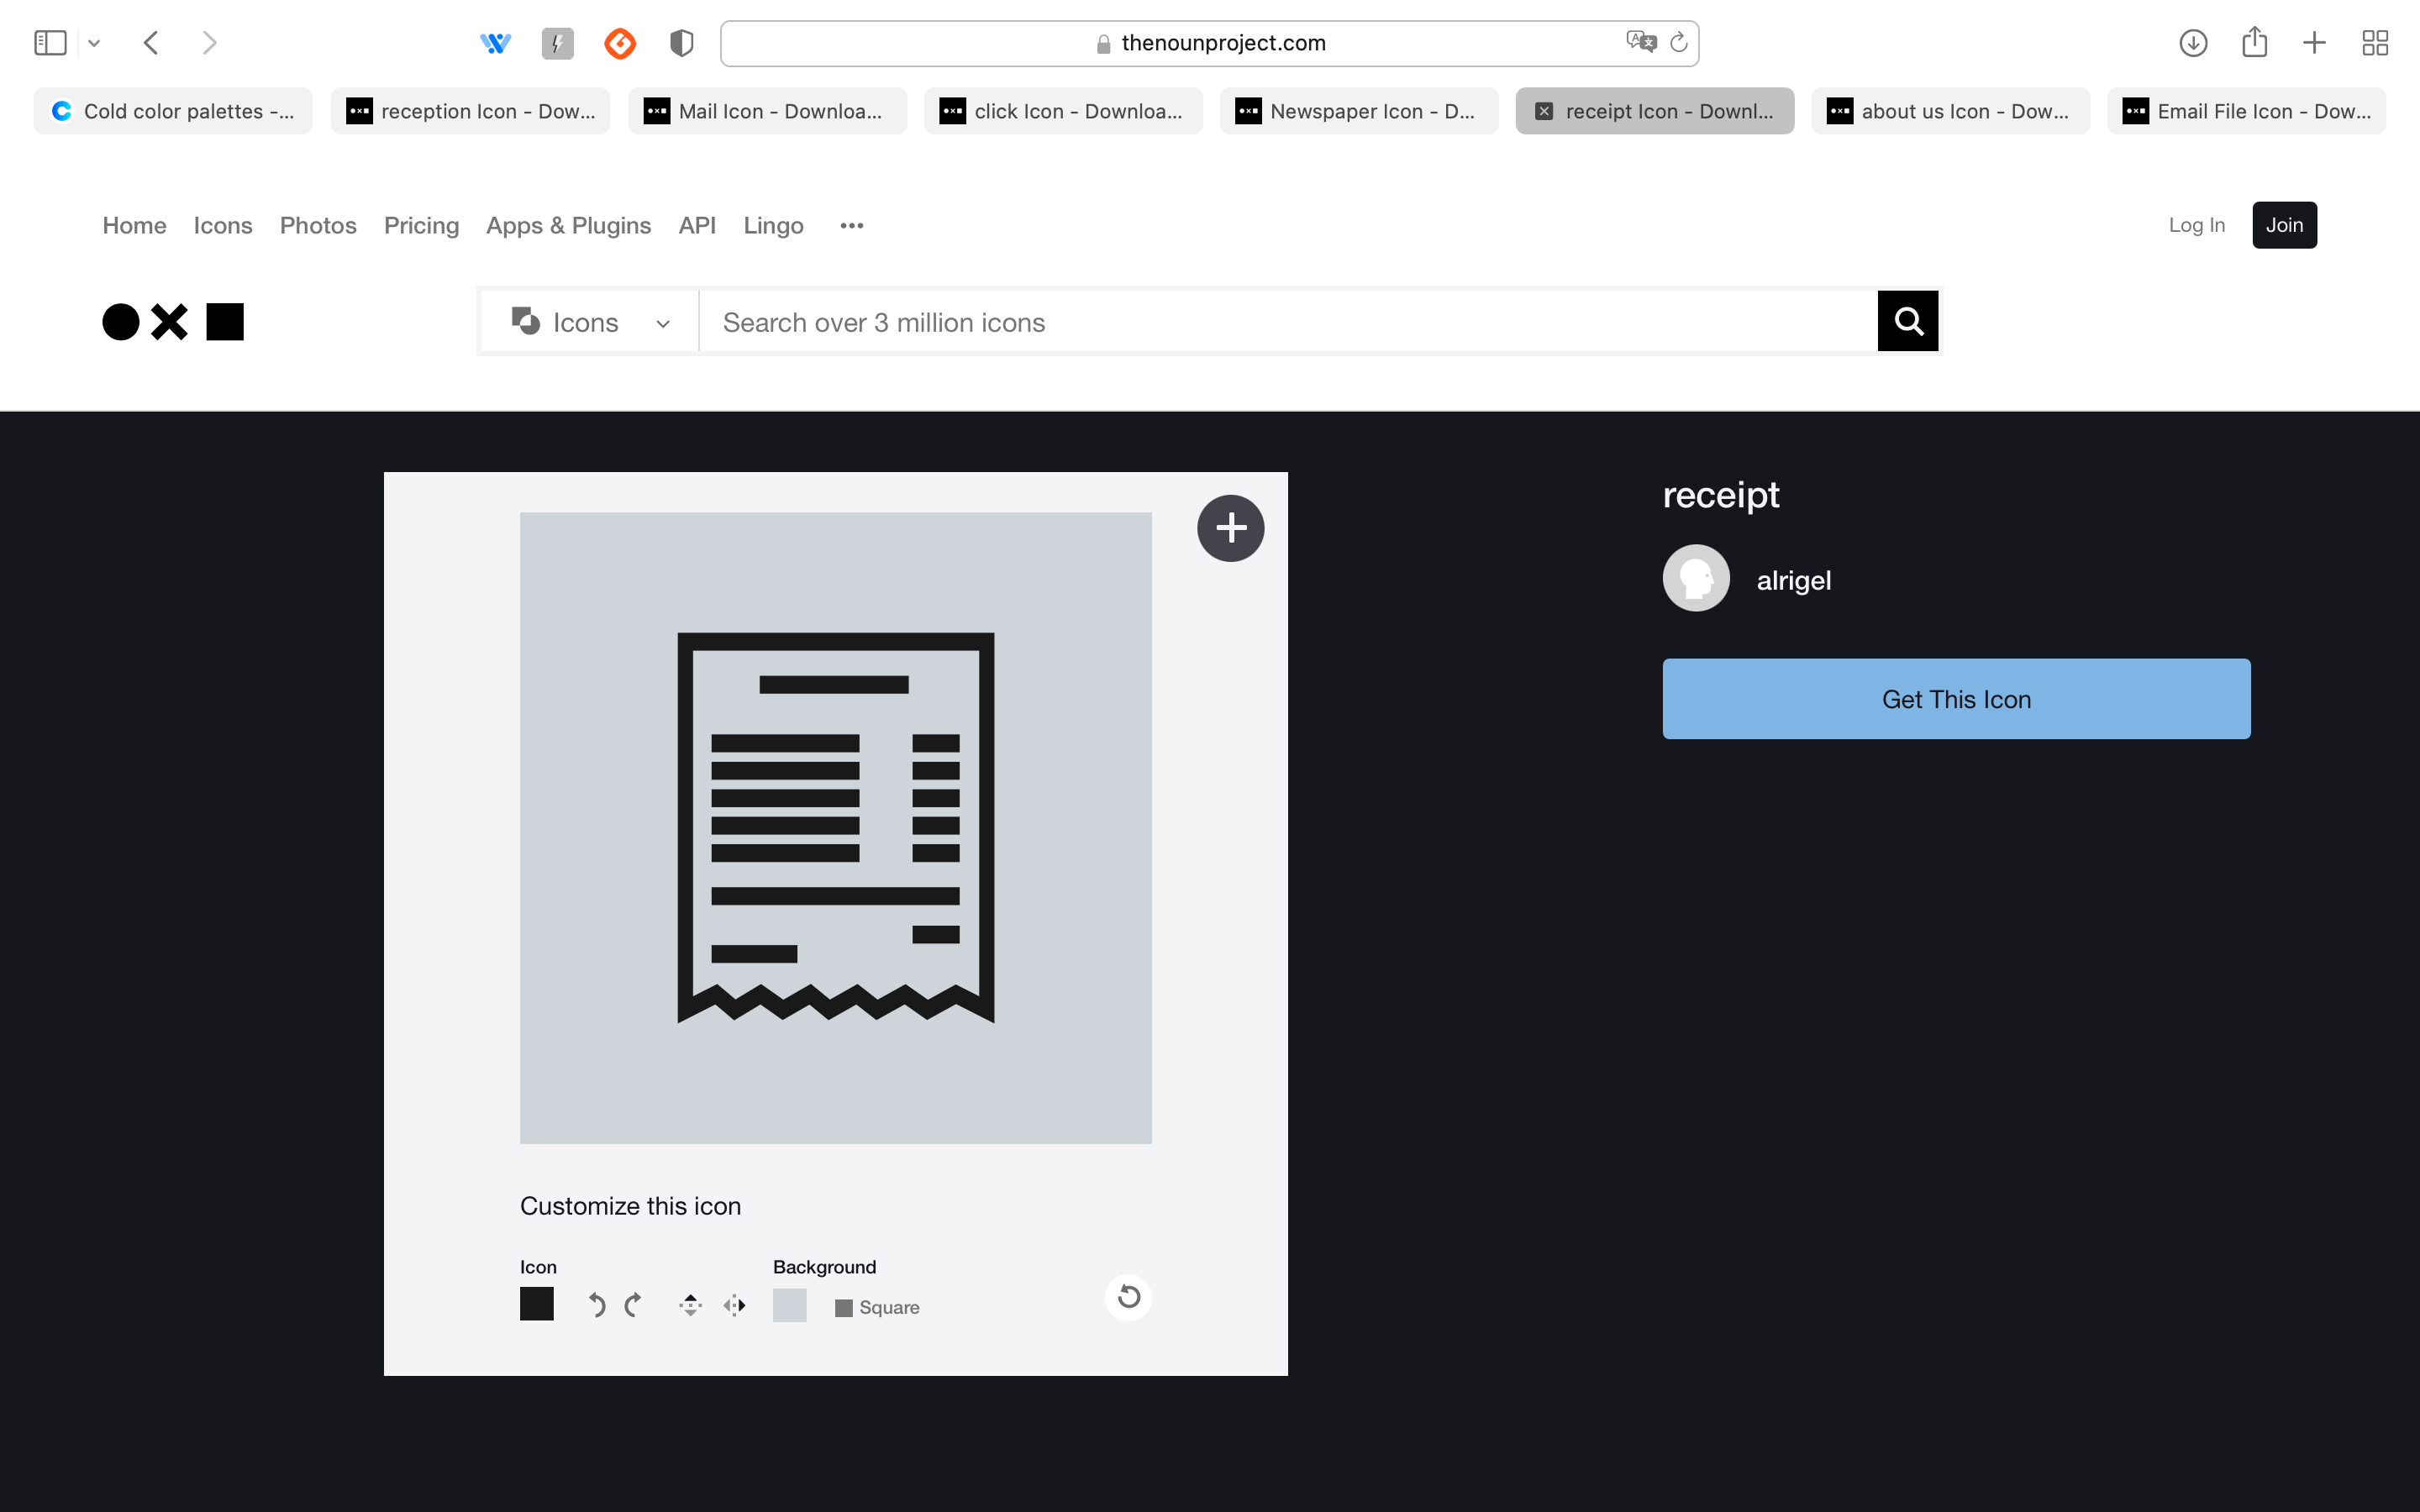 thenounproject.com
Cold color palettes -...
reception Icon - Dow...
Mail Icon - Downloa...
click Icon - Downloa...
Newspaper Icon - D...
receipt Icon - Downl...
about us Icon - Dow...
Email File Icon - Dow...
Home Icons Photos Pricing Apps & Plugins API Lingo ••• Log In Join
Icons Search over 3 million icons
receipt
alrigel
Get This Icon
Customize this icon
Icon Background
Square